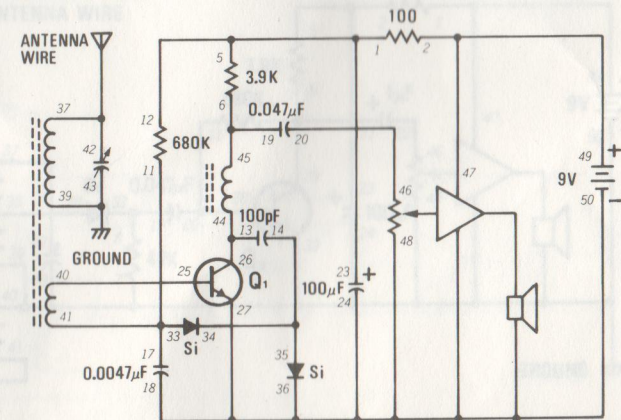 100
1 2
ANTENNA
WIRE
5
3.9K
6
37
12
0.047µF
19 20
42
680K
11
45
46
47
49 +
43
9V
50 −
39
44
100pF
13 14
48
GROUND
26
40
25
Q1
23 +
100µF
24
27
41
33 34
Si
17
0.0047µF
18
35
Si
36